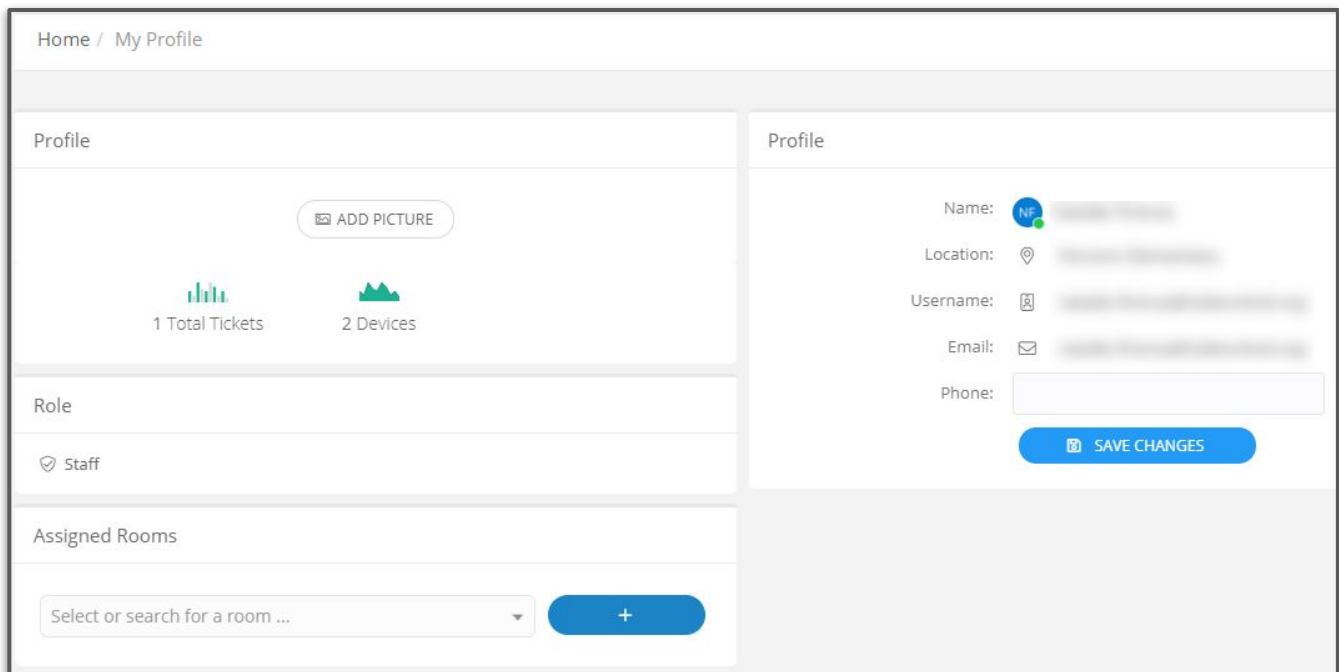 Home / My Profile
Profile
ADD PICTURE
1 Total Tickets
2 Devices
Role
Staff
Assigned Rooms
Select or search for a room ...
+
Profile
Name:
NF
Location:
Username:
Email:
Phone:
SAVE CHANGES